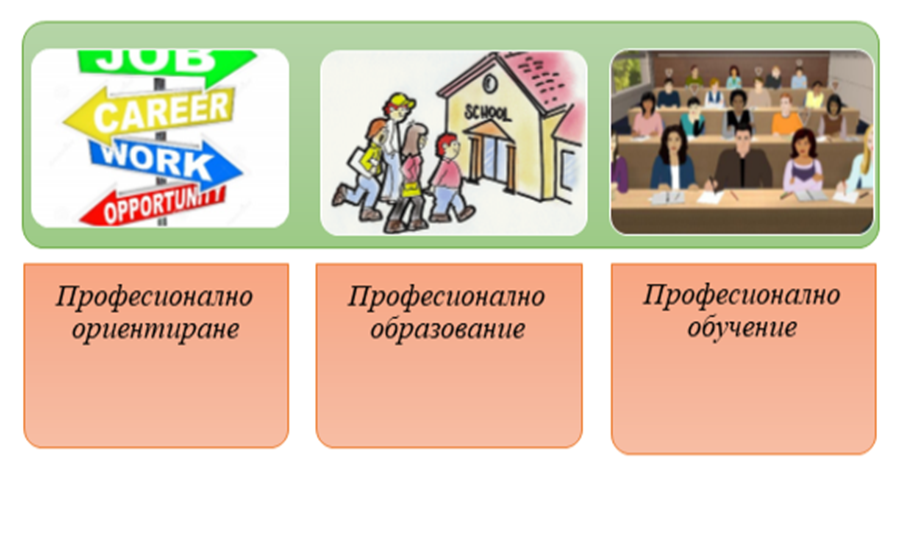 JOB
CAREER
WORK
OPPORTUNITY
SCHOOL
Професионално
ориентиране
Професионално
образование
Професионално
обучение